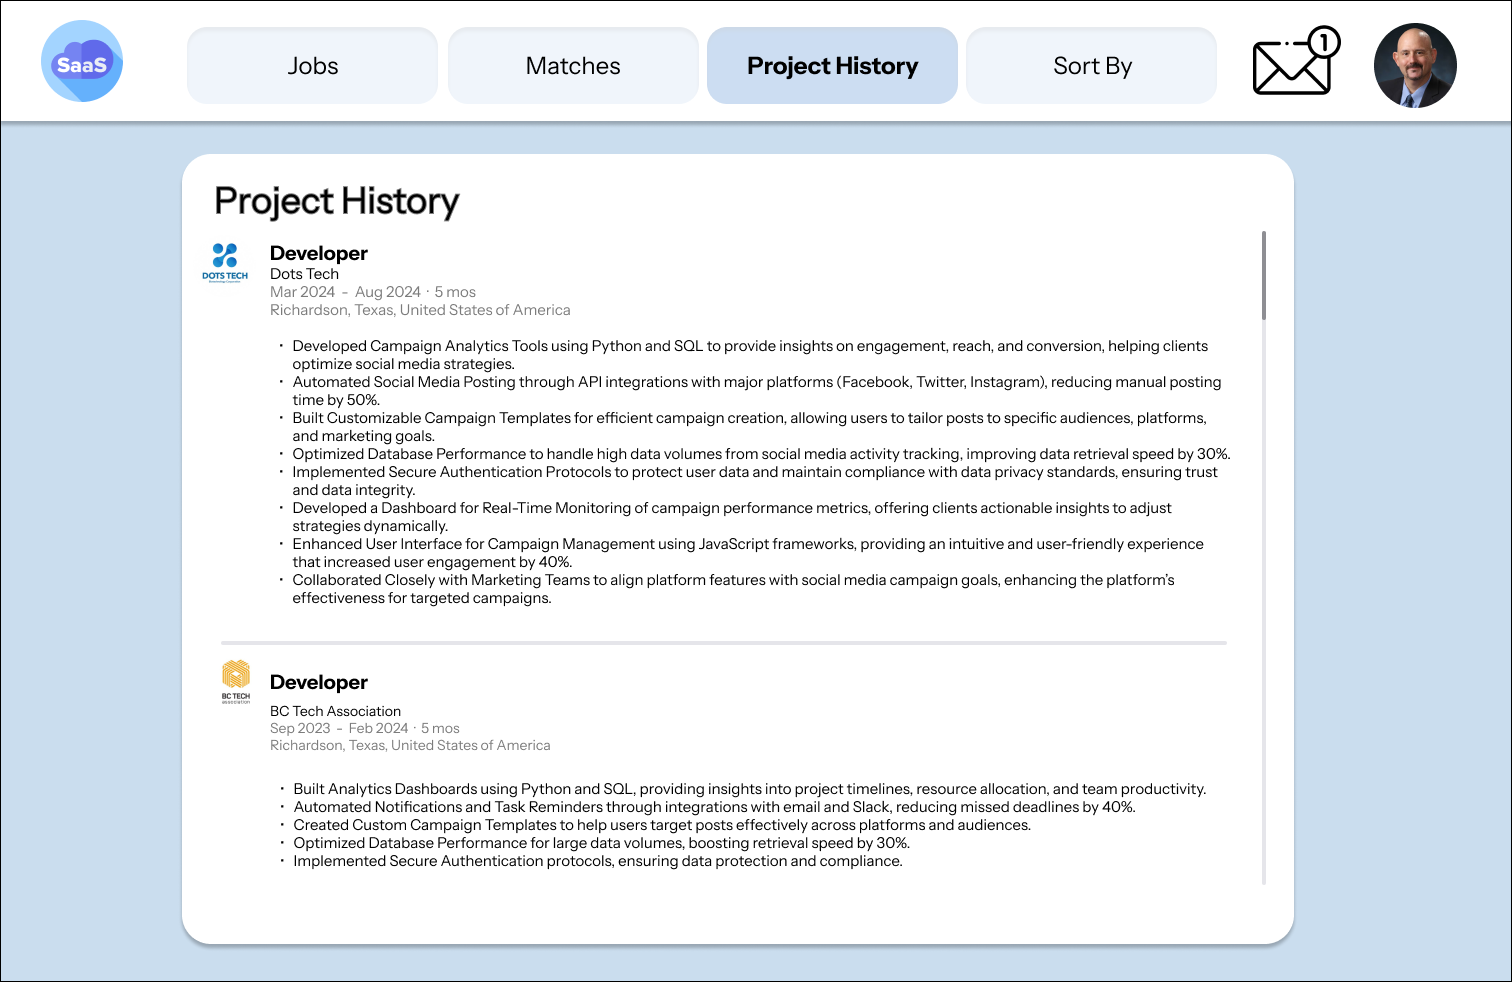 SaaS
Jobs
Matches
Project History
Sort By
1
Project History
DOTS TECH
Developer
Dots Tech
Mar 2024 - Aug 2024 · 5 mos
Richardson, Texas, United States of America
· Developed Campaign Analytics Tools using Python and SQL to provide insights on engagement, reach, and conversion, helping clients
optimize social media strategies.
· Automated Social Media Posting through API integrations with major platforms (Facebook, Twitter, Instagram), reducing manual posting
time by 50%.
· Built Customizable Campaign Templates for efficient campaign creation, allowing users to tailor posts to specific audiences, platforms,
and marketing goals.
· Optimized Database Performance to handle high data volumes from social media activity tracking, improving data retrieval speed by 30%.
· Implemented Secure Authentication Protocols to protect user data and maintain compliance with data privacy standards, ensuring trust
and data integrity.
· Developed a Dashboard for Real-Time Monitoring of campaign performance metrics, offering clients actionable insights to adjust
strategies dynamically.
· Enhanced User Interface for Campaign Management using JavaScript frameworks, providing an intuitive and user-friendly experience
that increased user engagement by 40%.
· Collaborated Closely with Marketing Teams to align platform features with social media campaign goals, enhancing the platform's
effectiveness for targeted campaigns.
BC TECH
association
Developer
BC Tech Association
Sep 2023 - Feb 2024 · 5 mos
Richardson, Texas, United States of America
· Built Analytics Dashboards using Python and SQL, providing insights into project timelines, resource allocation, and team productivity.
· Automated Notifications and Task Reminders through integrations with email and Slack, reducing missed deadlines by 40%.
· Created Custom Campaign Templates to help users target posts effectively across platforms and audiences.
· Optimized Database Performance for large data volumes, boosting retrieval speed by 30%.
· Implemented Secure Authentication protocols, ensuring data protection and compliance.